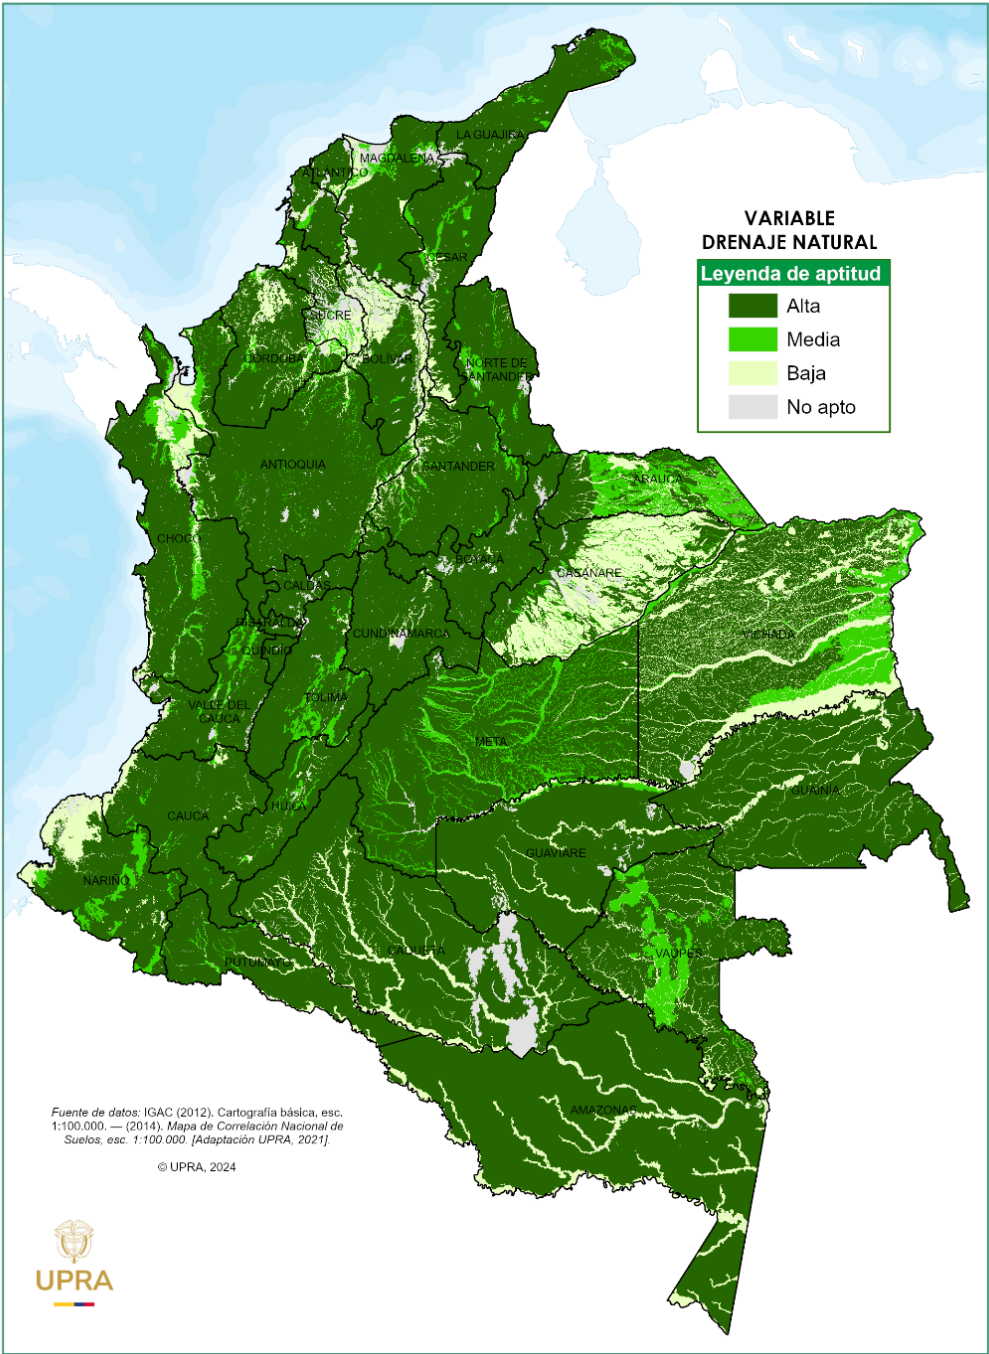 LA GUAJIRA
MAGDALENA
ATLÁNTICO
VARIABLE
DRENAJE NATURAL
Leyenda de aptitud
Alta
Media
Baja
No apto
CESAR
SUCRE
CÓRDOBA
BOLÍVAR
NORTE DE
SANTANDER
ANTIOQUIA
SANTANDER
ARAUCA
CHOCÓ
BOYACÁ
CASANARE
CALDAS
RISARALDA
CUNDINAMARCA
VICHADA
QUINDÍO
TOLIMA
VALLE DEL
CAUCA
META
GUAINÍA
HUILA
CAUCA
GUAVIARE
NARIÑO
CAQUETÁ
VAUPÉS
PUTUMAYO
AMAZONAS
Fuente de datos: IGAC (2012). Cartografía básica, esc.
1:100.000. — (2014). Mapa de Correlación Nacional de
Suelos, esc. 1:100.000. [Adaptación UPRA, 2021].
© UPRA, 2024
UPRA